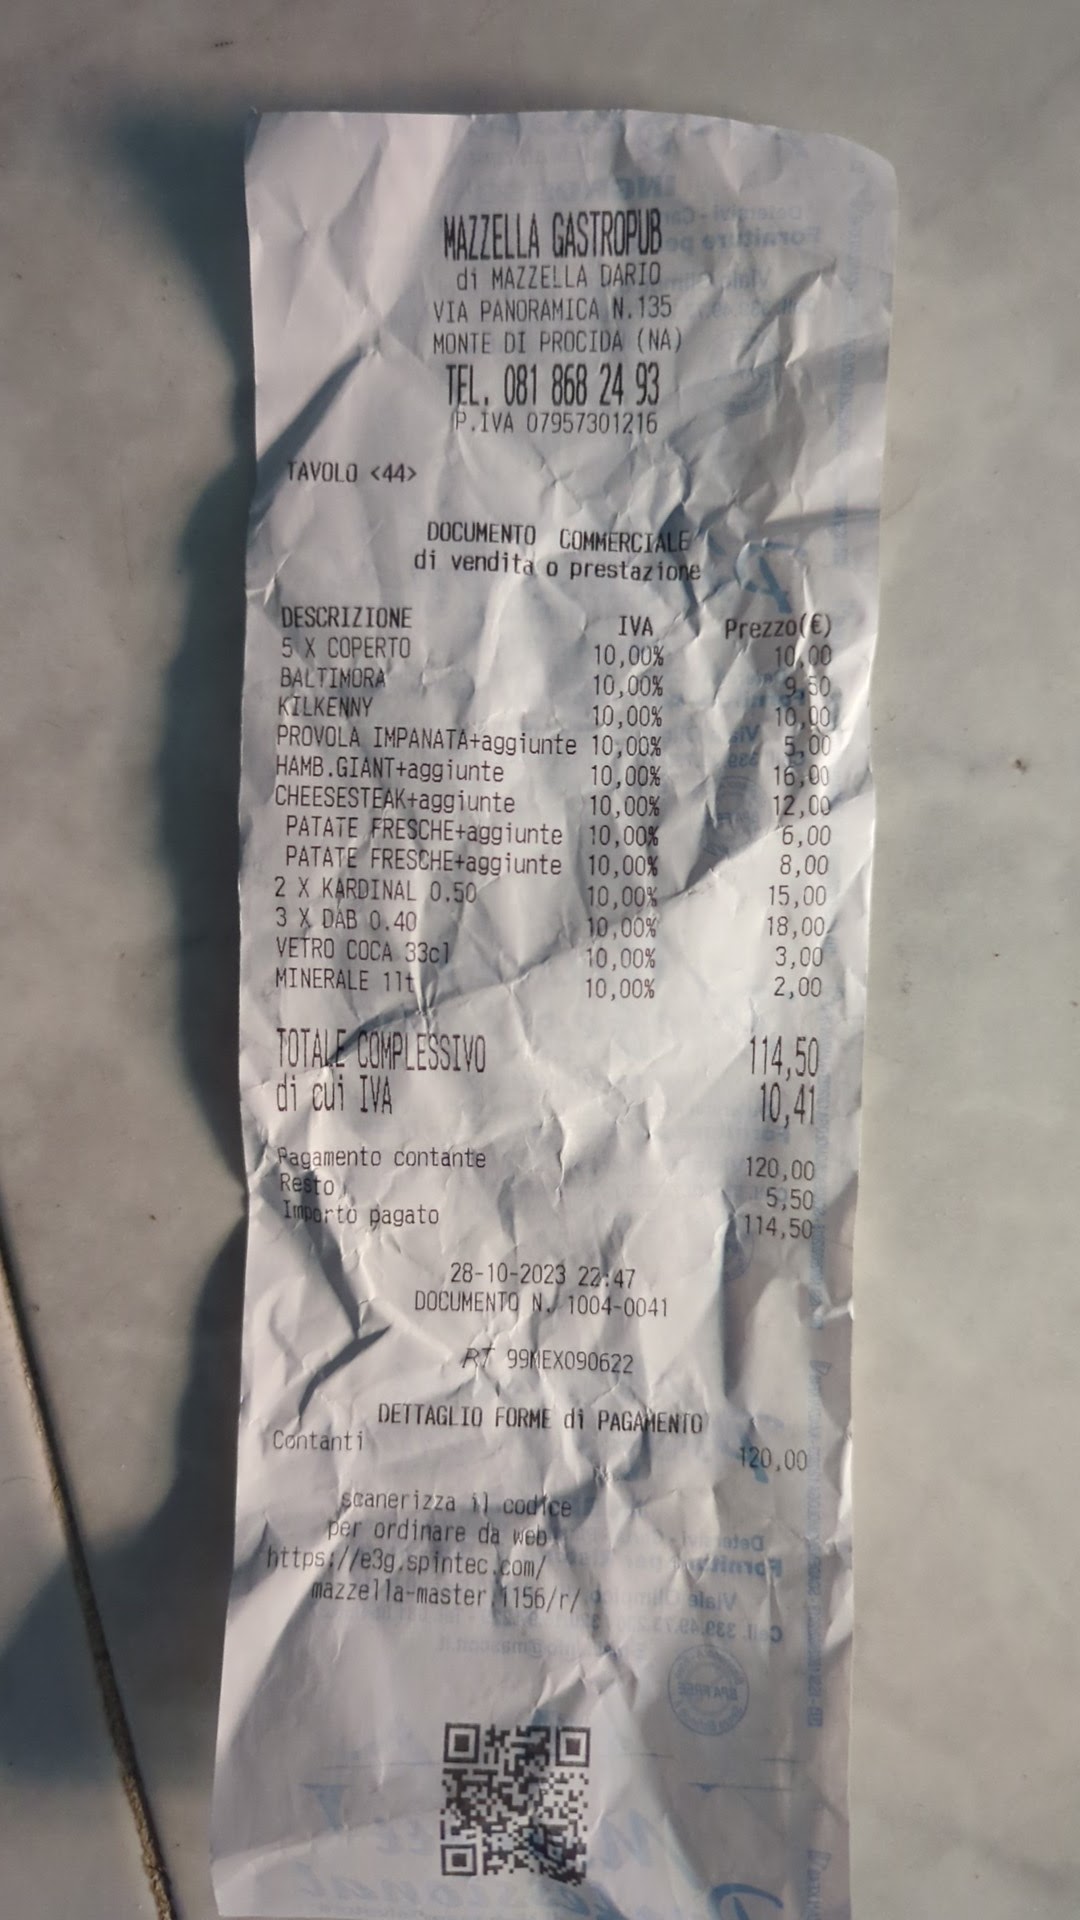 MAZZELLA GASTROPUB
di MAZZELLA DARIO
VIA PANORAMICA N.135
MONTE DI PROCIDA (NA)
TEL. 081 868 24 93
P.IVA 07957301216
TAVOLO <44>
DOCUMENTO COMMERCIALE
di vendita o prestazione
DESCRIZIONE IVA Prezzo(€)
5 X COPERTO 10,00% 10,00
BALTIMORA 10,00% 9,50
KILKENNY 10,00% 10,00
PROVOLA IMPANATA+aggiunte 10,00% 5,00
HAMB.GIANT+aggiunte 10,00% 16,00
CHEESESTEAK+aggiunte 10,00% 12,00
PATATE FRESCHE+aggiunte 10,00% 6,00
PATATE FRESCHE+aggiunte 10,00% 8,00
2 X KARDINAL 0.50 10,00% 15,00
3 X DAB 0.40 10,00% 18,00
VETRO COCA 33cl 10,00% 3,00
MINERALE 1lt 10,00% 2,00
TOTALE COMPLESSIVO 114,50
di cui IVA 10,41
Pagamento contante 120,00
Resto 5,50
Importo pagato 114,50
28-10-2023 22:47
DOCUMENTO N. 1004-0041
RT 99MEX090622
DETTAGLIO FORME di PAGAMENTO
Contanti 120,00
scanerizza il codice
per ordinare da web
https://e3g.spintec.com/
mazzella-master.1156/r/